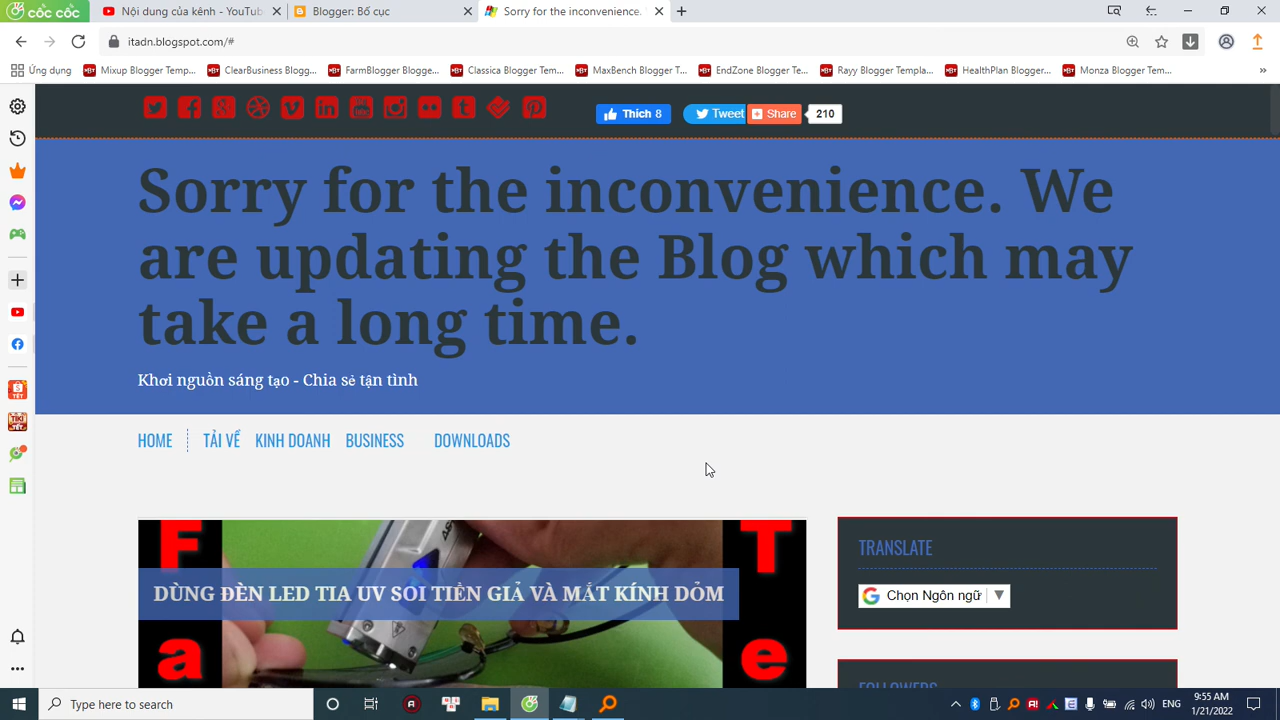 CỐC CỐC
Nội dung của kênh - YouTub
Blogger: Bố cục
Sorry for the inconvenience.
itadn.blogspot.com/#
Ứng dụng
Mixup Blogger Temp...
ClearBusiness Blogg...
FarmBlogger Blogge...
Classica Blogger Tem...
MaxBench Blogger T...
EndZone Blogger Te...
Rayy Blogger Templa...
HealthPlan Blogger...
Monza Blogger Tem...
Thích 8
Tweet
Share
210
Sorry for the inconvenience. We
are updating the Blog which may
take a long time.
Khơi nguồn sáng tạo - Chia sẻ tận tình
HOME
TẢI VỀ
KINH DOANH
BUSINESS
DOWNLOADS
F
T
DÙNG ĐÈN LED TIA UV SOI TIỀN GIẢ VÀ MẮT KÍNH DỎM
a
e
TRANSLATE
Chọn Ngôn ngữ
FOLLOWERS
Type here to search
ENG
9:55 AM
1/21/2022